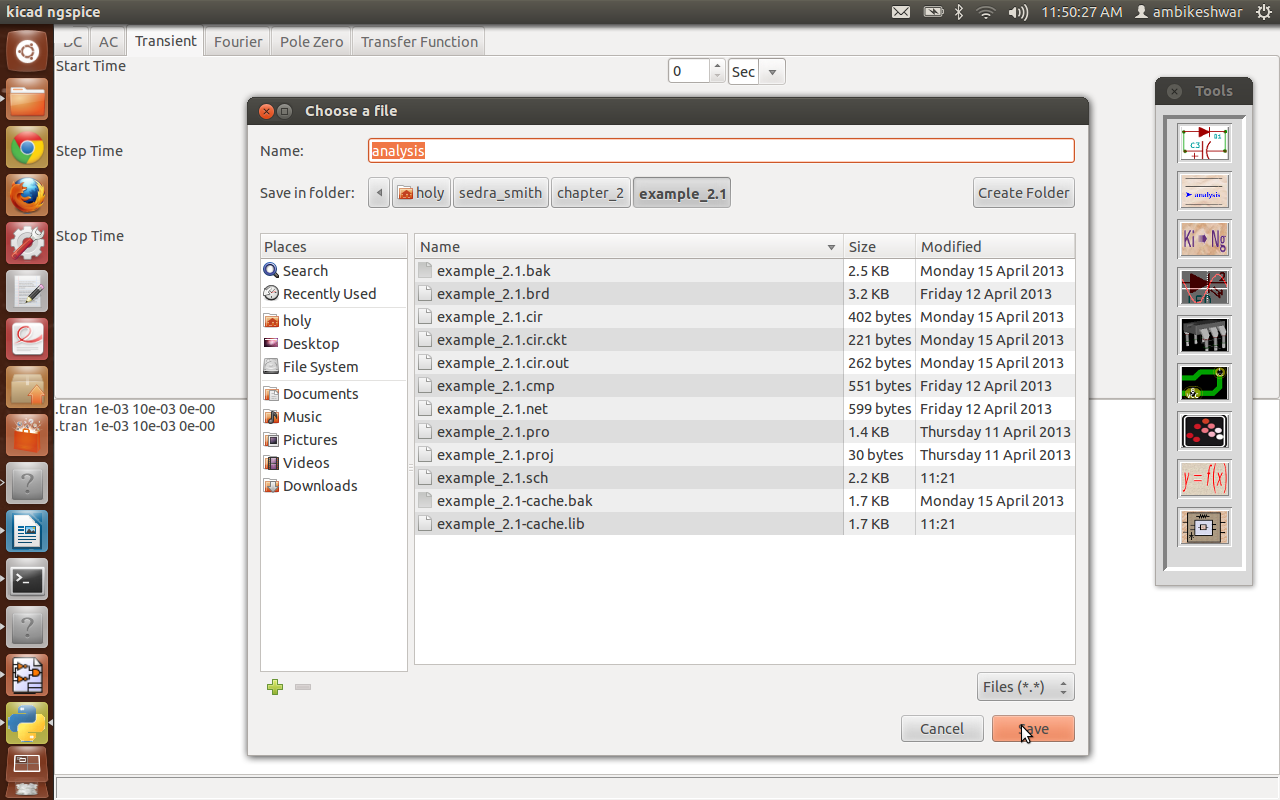 kicad ngspice 11:50:27 AM ambikeshwar
AC Transient Fourier Pole Zero Transfer Function
Start Time 0 Sec
Choose a file
Tools
Name: analysis
Step Time
Save in folder: holy sedra_smith chapter_2 example_2.1 Create Folder
analysis
Stop Time
Places Name Size Modified
Ki Ng
Search example_2.1.bak 2.5 KB Monday 15 April 2013
Recently Used example_2.1.brd 3.2 KB Friday 12 April 2013
holy example_2.1.cir 402 bytes Monday 15 April 2013
Desktop example_2.1.cir.ckt 221 bytes Monday 15 April 2013
File System example_2.1.cir.out 262 bytes Monday 15 April 2013
Documents example_2.1.cmp 551 bytes Friday 12 April 2013
Music example_2.1.net 599 bytes Friday 12 April 2013
Pictures example_2.1.pro 1.4 KB Thursday 11 April 2013
Videos example_2.1.proj 30 bytes Thursday 11 April 2013
Downloads example_2.1.sch 2.2 KB 11:21
example_2.1-cache.bak 1.7 KB Monday 15 April 2013
example_2.1-cache.lib 1.7 KB 11:21
.tran 1e-03 10e-03 0e-00
.tran 1e-03 10e-03 0e-00
y = f(x)
Files (*.*)
Cancel Save